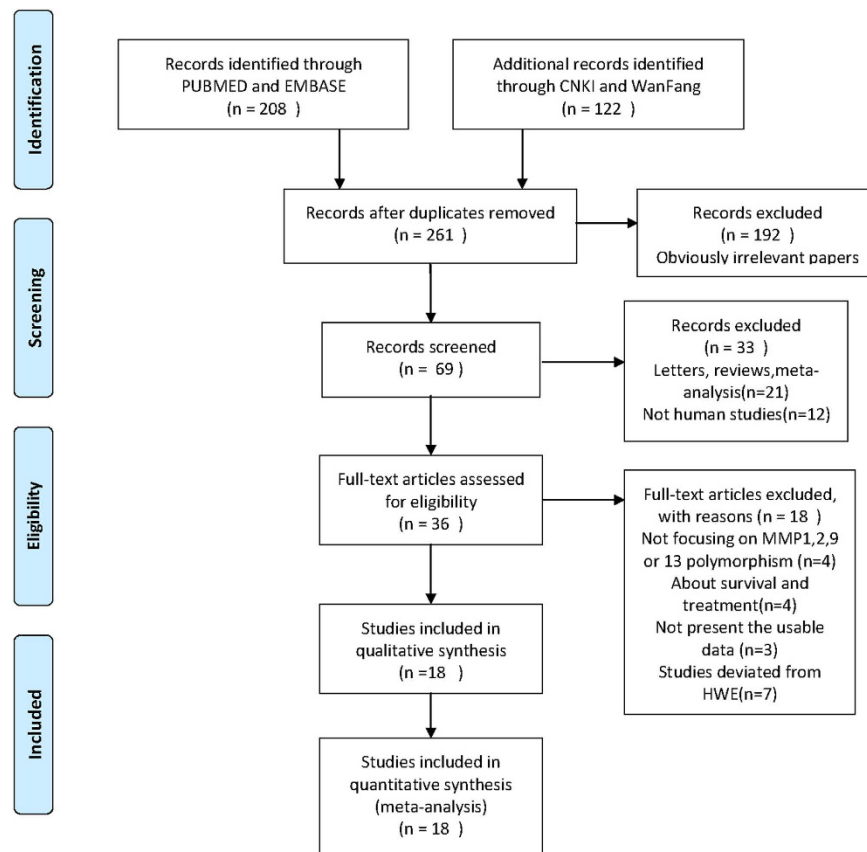 Identification
Records identified through
PUBMED and EMBASE
(n = 208 )
Additional records identified
through CNKI and WanFang
(n = 122 )
Records after duplicates removed
(n = 261 )
Records excluded
(n = 192 )
Obviously irrelevant papers
Screening
Records screened
(n = 69 )
Records excluded
(n = 33 )
Letters, reviews,meta-
analysis(n=21)
Not human studies(n=12)
Eligibility
Full-text articles assessed
for eligibility
(n = 36 )
Full-text articles excluded,
with reasons (n = 18 )
Not focusing on MMP1,2,9
or 13 polymorphism (n=4)
About survival and
treatment(n=4)
Not present the usable
data (n=3)
Studies deviated from
HWE(n=7)
Studies included in
qualitative synthesis
(n =18 )
Included
Studies included in
quantitative synthesis
(meta-analysis)
(n = 18 )